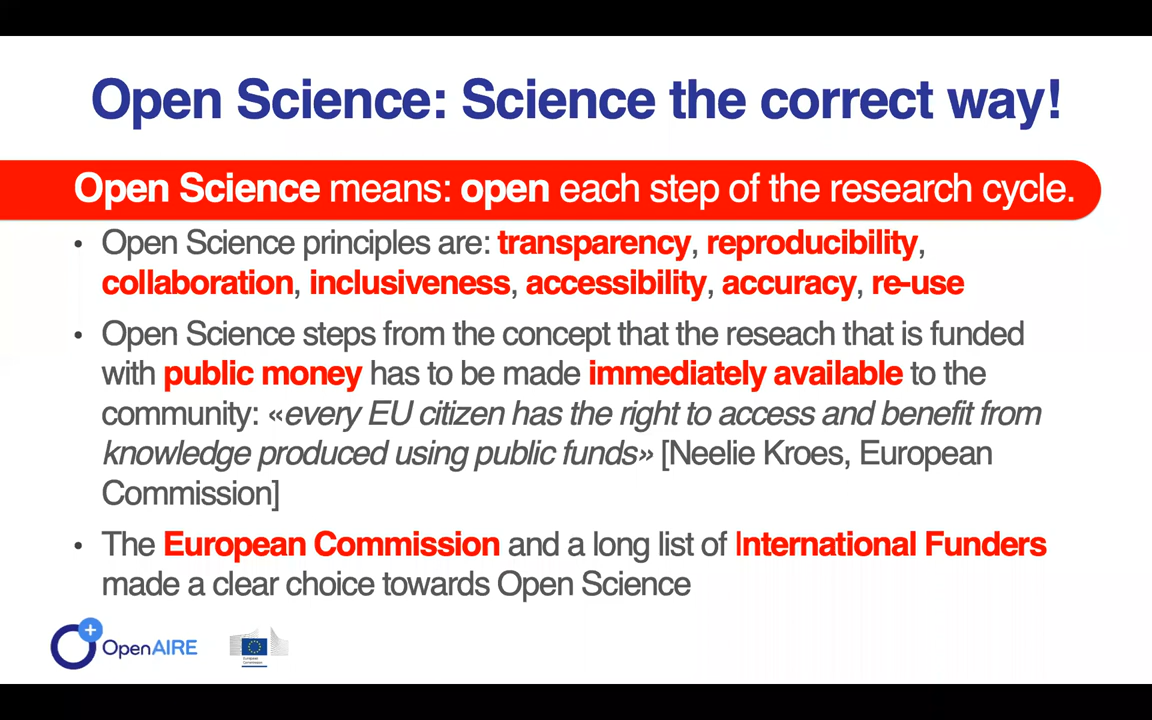 Open Science: Science the correct way!
Open Science means: open each step of the research cycle.
• Open Science principles are: transparency, reproducibility,
collaboration, inclusiveness, accessibility, accuracy, re-use
• Open Science steps from the concept that the reseach that is funded
with public money has to be made immediately available to the
community: «every EU citizen has the right to access and benefit from
knowledge produced using public funds» [Neelie Kroes, European
Commission]
• The European Commission and a long list of International Funders
made a clear choice towards Open Science
OpenAIRE
European
Commission